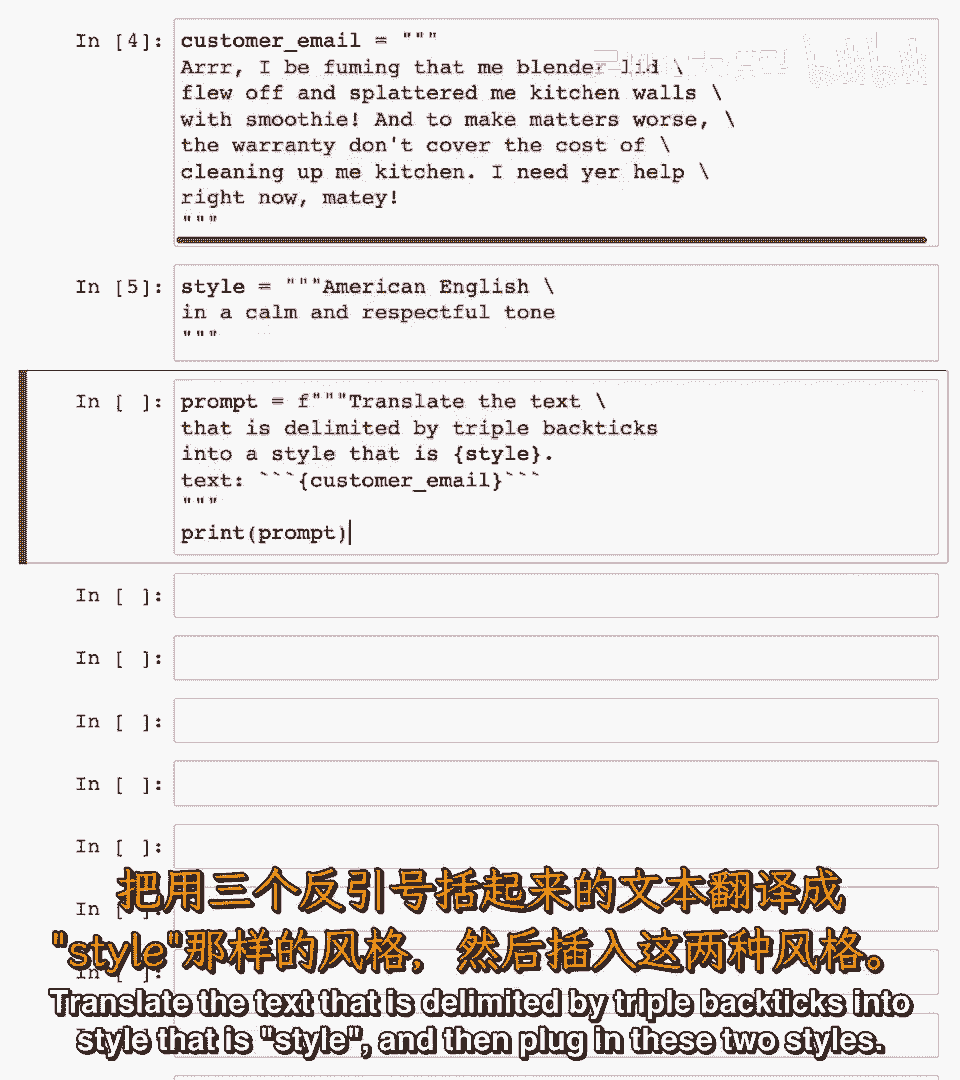 In [4]: customer_email = """
Arrr, I be fuming that me blender lid \
flew off and splattered me kitchen walls \
with smoothie! And to make matters worse, \
the warranty don't cover the cost of \
cleaning up me kitchen. I need yer help \
right now, matey!
"""
In [5]: style = """American English \
in a calm and respectful tone
"""
In [ ]: prompt = f"""Translate the text \
that is delimited by triple backticks
into a style that is {style}.
text: ```{customer_email}```
"""
print(prompt)
In [ ]:
In [ ]:
In [ ]:
In [ ]:
In [ ]:
In [ ]:
In [ ]:
In [ ]:
把用三个反引号括起来的文本翻译成
"style"那样的风格，然后插入这两种风格。
Translate the text that is delimited by triple backticks into
style that is "style", and then plug in these two styles.